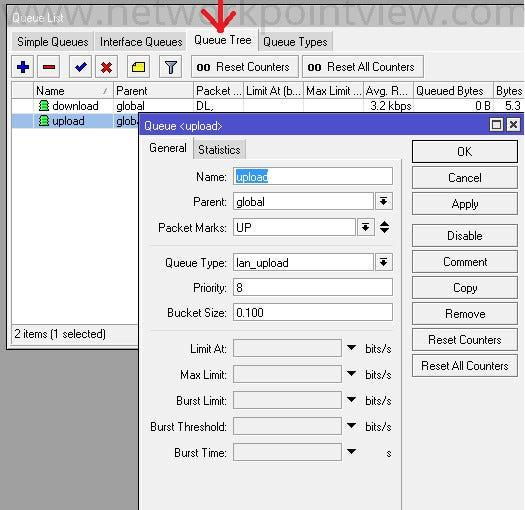 www.networkpointview.com
Queue List
Simple Queues Interface Queues Queue Tree Queue Types
00 Reset Counters 00 Reset All Counters
Name Parent Packet ... Limit At (b... Max Limit ... Avg. R... Queued Bytes Bytes
download global DL, 3.2 kbps 0 B 5.3
upload globa
Queue <upload>
General Statistics
Name: upload
Parent: global
Packet Marks: UP
Queue Type: lan_upload
Priority: 8
Bucket Size: 0.100
Limit At: bits/s
Max Limit: bits/s
Burst Limit: bits/s
Burst Threshold: bits/s
Burst Time: s
OK
Cancel
Apply
Disable
Comment
Copy
Remove
Reset Counters
Reset All Counters
2 items (1 selected)